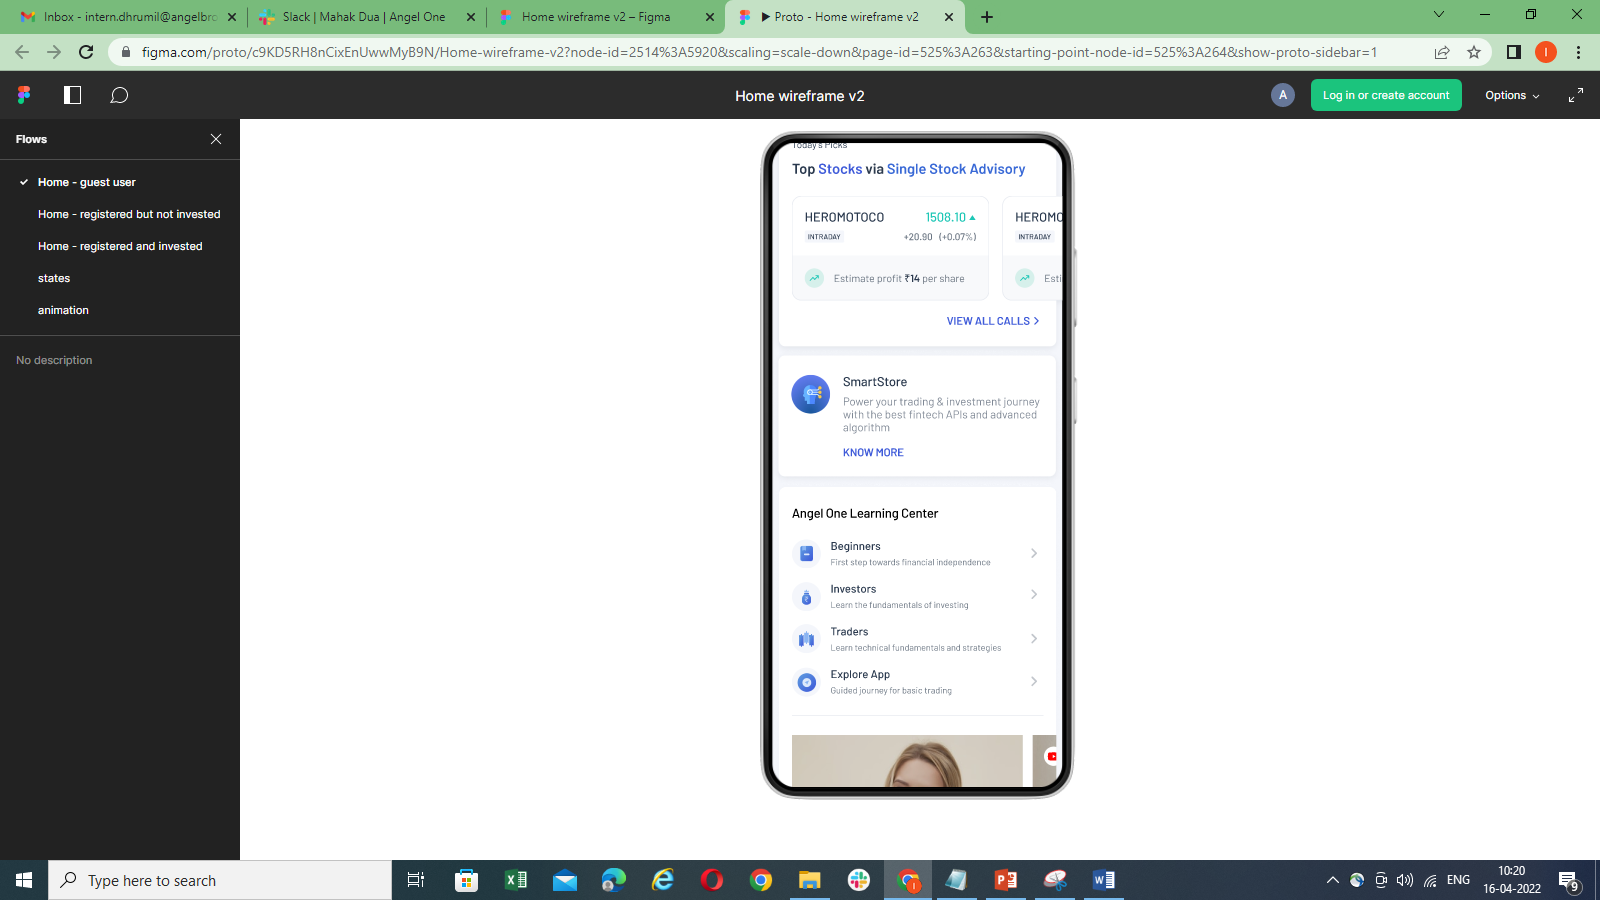 Inbox - intern.dhrumil@angelbro
Slack | Mahak Dua | Angel One
Home wireframe v2 – Figma
▶ Proto - Home wireframe v2
figma.com/proto/c9KD5RH8nCixEnUwwMyB9N/Home-wireframe-v2?node-id=2514%3A5920&scaling=scale-down&page-id=525%3A263&starting-point-node-id=525%3A264&show-proto-sidebar=1
I
Home wireframe v2
A
Log in or create account
Options
Flows
Home - guest user
Home - registered but not invested
Home - registered and invested
states
animation
No description
Today's Picks
Top Stocks via Single Stock Advisory
HEROMOTOCO 1508.10
INTRADAY +20.90 (+0.07%)
Estimate profit ₹14 per share
HEROMO
INTRADAY
Esti
VIEW ALL CALLS >
SmartStore
Power your trading & investment journey
with the best fintech APIs and advanced
algorithm
KNOW MORE
Angel One Learning Center
Beginners
First step towards financial independence
Investors
Learn the fundamentals of investing
Traders
Learn technical fundamentals and strategies
Explore App
Guided journey for basic trading
Type here to search
ENG
10:20
16-04-2022
9